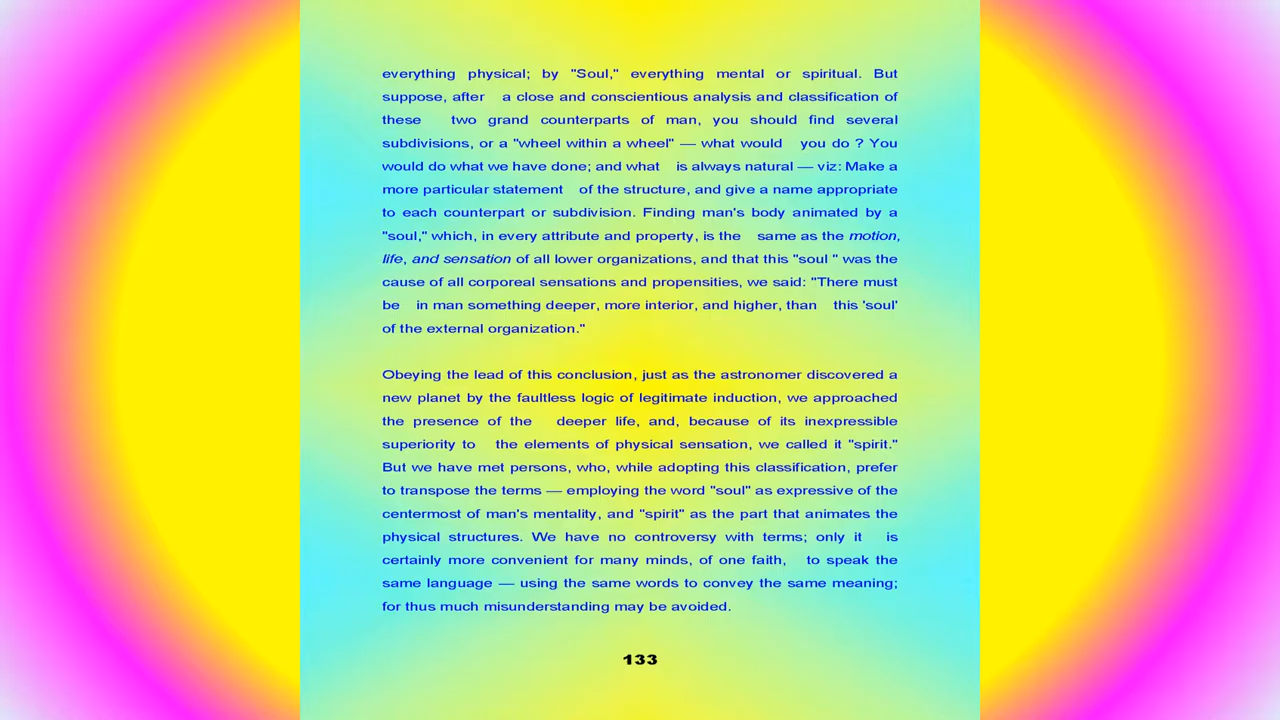 everything physical; by "Soul," everything mental or spiritual. But
suppose, after a close and conscientious analysis and classification of
these two grand counterparts of man, you should find several
subdivisions, or a "wheel within a wheel" — what would you do ? You
would do what we have done; and what is always natural — viz: Make a
more particular statement of the structure, and give a name appropriate
to each counterpart or subdivision. Finding man's body animated by a
"soul," which, in every attribute and property, is the same as the motion,
life, and sensation of all lower organizations, and that this "soul " was the
cause of all corporeal sensations and propensities, we said: "There must
be in man something deeper, more interior, and higher, than this 'soul'
of the external organization."
Obeying the lead of this conclusion, just as the astronomer discovered a
new planet by the faultless logic of legitimate induction, we approached
the presence of the deeper life, and, because of its inexpressible
superiority to the elements of physical sensation, we called it "spirit."
But we have met persons, who, while adopting this classification, prefer
to transpose the terms — employing the word "soul" as expressive of the
centermost of man's mentality, and "spirit" as the part that animates the
physical structures. We have no controversy with terms; only it is
certainly more convenient for many minds, of one faith, to speak the
same language — using the same words to convey the same meaning;
for thus much misunderstanding may be avoided.
133